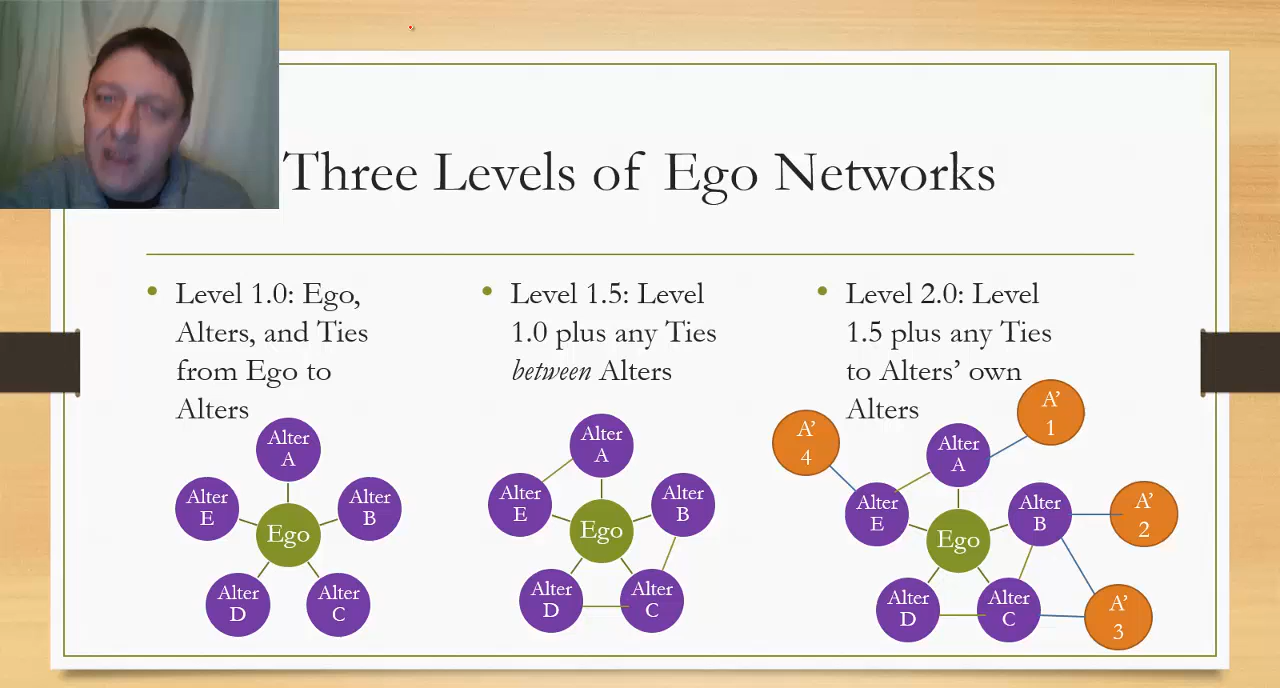 Three Levels of Ego Networks
• Level 1.0: Ego,
Alters, and Ties
from Ego to
Alters
Alter
A
Alter
E
Alter
B
Ego
Alter
D
Alter
C
• Level 1.5: Level
1.0 plus any Ties
between Alters
Alter
A
Alter
E
Alter
B
Ego
Alter
D
Alter
C
• Level 2.0: Level
1.5 plus any Ties
to Alters’ own
Alters
A’
1
A’
4
Alter
A
Alter
E
Alter
B
A’
2
Ego
Alter
D
Alter
C
A’
3